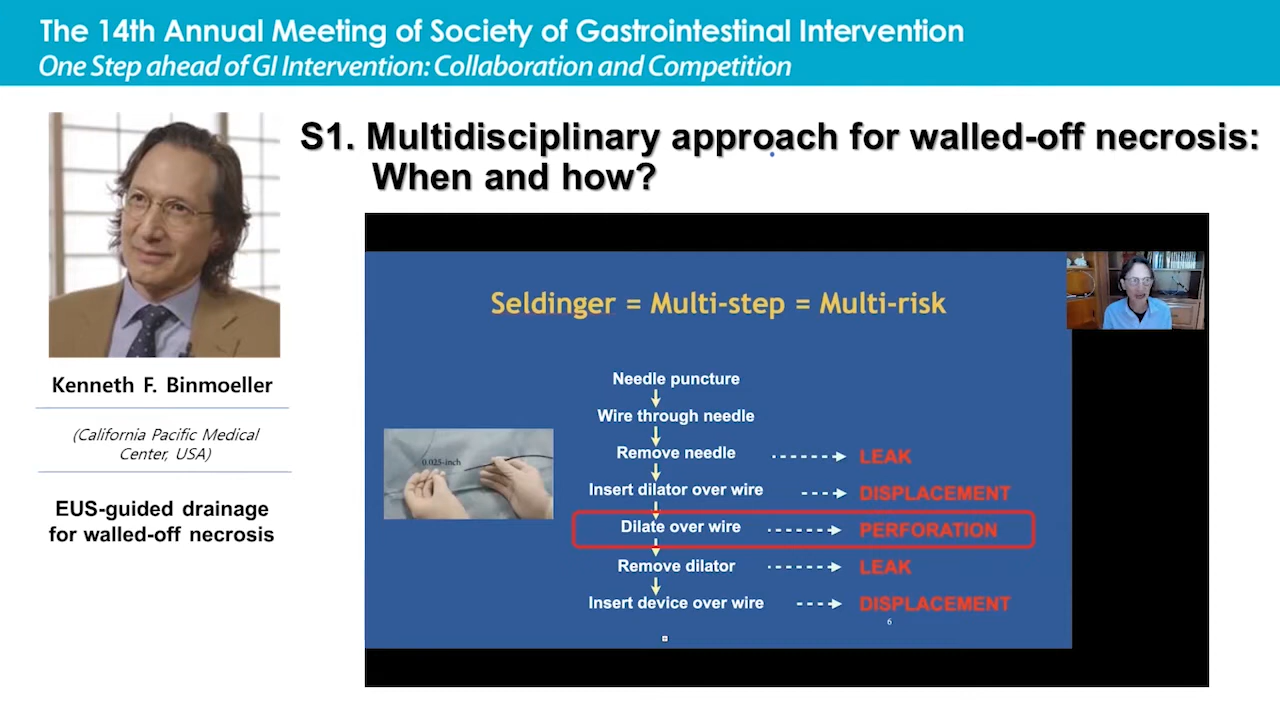 The 14th Annual Meeting of Society of Gastrointestinal Intervention
One Step ahead of GI Intervention: Collaboration and Competition
S1. Multidisciplinary approach for walled-off necrosis:
When and how?
Kenneth F. Binmoeller
(California Pacific Medical
Center, USA)
EUS-guided drainage
for walled-off necrosis
Seldinger = Multi-step = Multi-risk
0.025-inch
Needle puncture
Wire through needle
Remove needle LEAK
Insert dilator over wire DISPLACEMENT
Dilate over wire PERFORATION
Remove dilator LEAK
Insert device over wire DISPLACEMENT
6